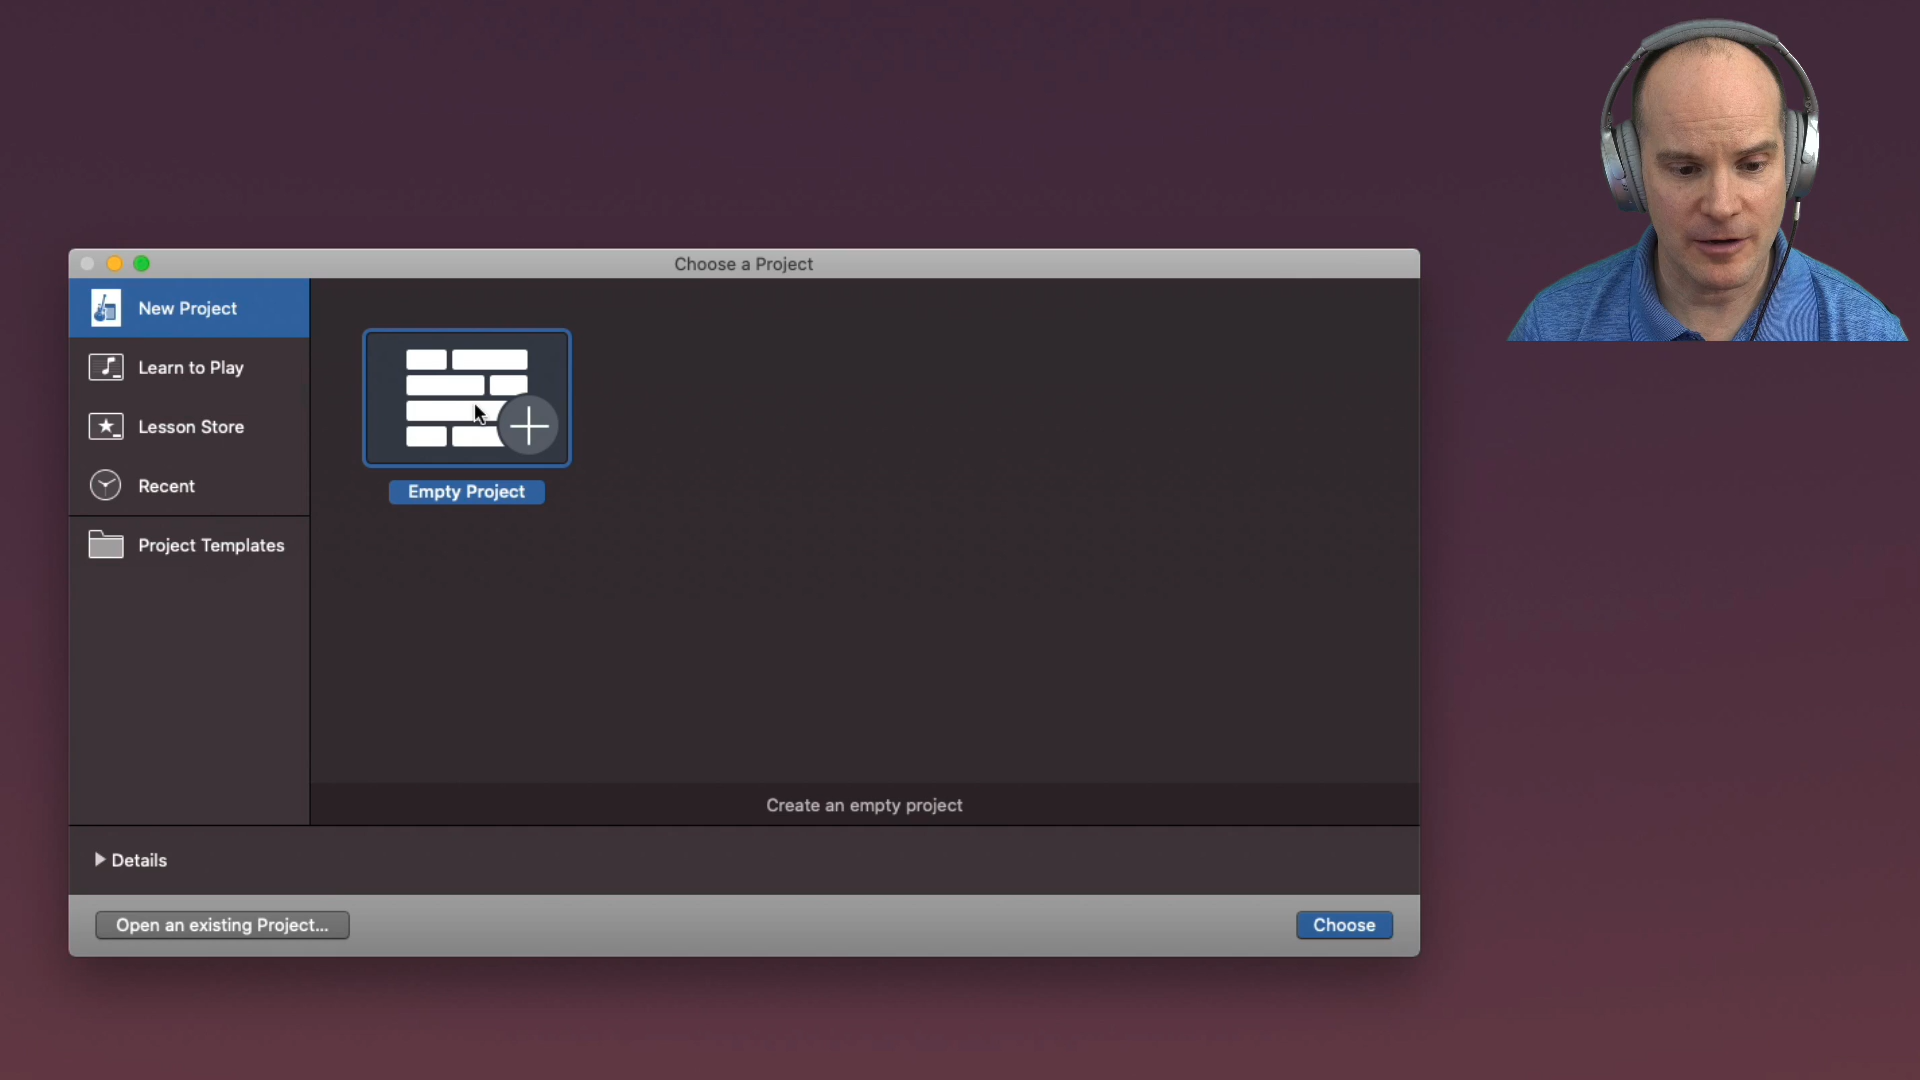 Choose a Project
New Project
Learn to Play
Lesson Store
Recent
Project Templates
Empty Project
Create an empty project
Details
Open an existing Project...
Choose